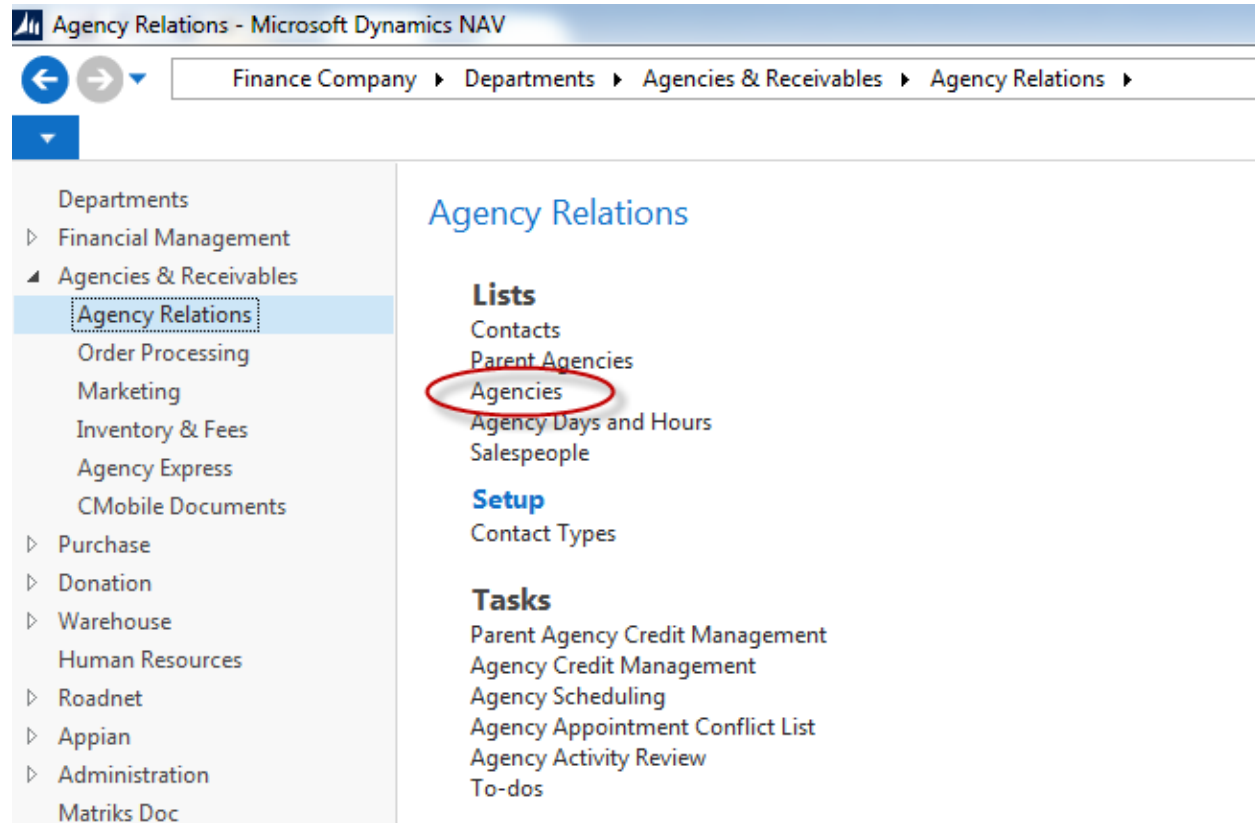 Agency Relations - Microsoft Dynamics NAV
Finance Company ▸ Departments ▸ Agencies & Receivables ▸ Agency Relations ▸
Departments
Financial Management
Agencies & Receivables
Agency Relations
Order Processing
Marketing
Inventory & Fees
Agency Express
CMobile Documents
Purchase
Donation
Warehouse
Human Resources
Roadnet
Appian
Administration
Matriks Doc
Agency Relations
Lists
Contacts
Parent Agencies
Agencies
Agency Days and Hours
Salespeople
Setup
Contact Types
Tasks
Parent Agency Credit Management
Agency Credit Management
Agency Scheduling
Agency Appointment Conflict List
Agency Activity Review
To-dos